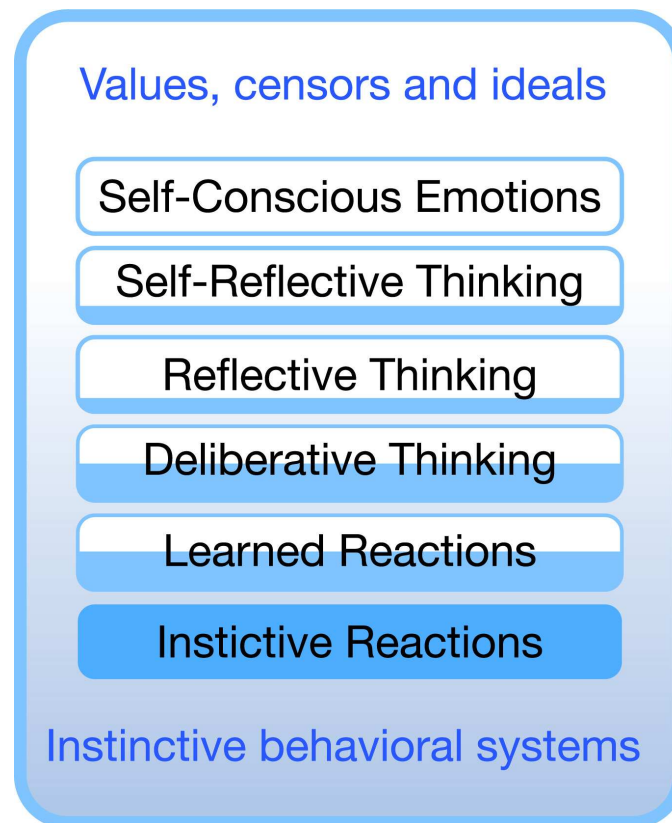 Values, censors and ideals
Self-Conscious Emotions
Self-Reflective Thinking
Reflective Thinking
Deliberative Thinking
Learned Reactions
Instictive Reactions
Instinctive behavioral systems